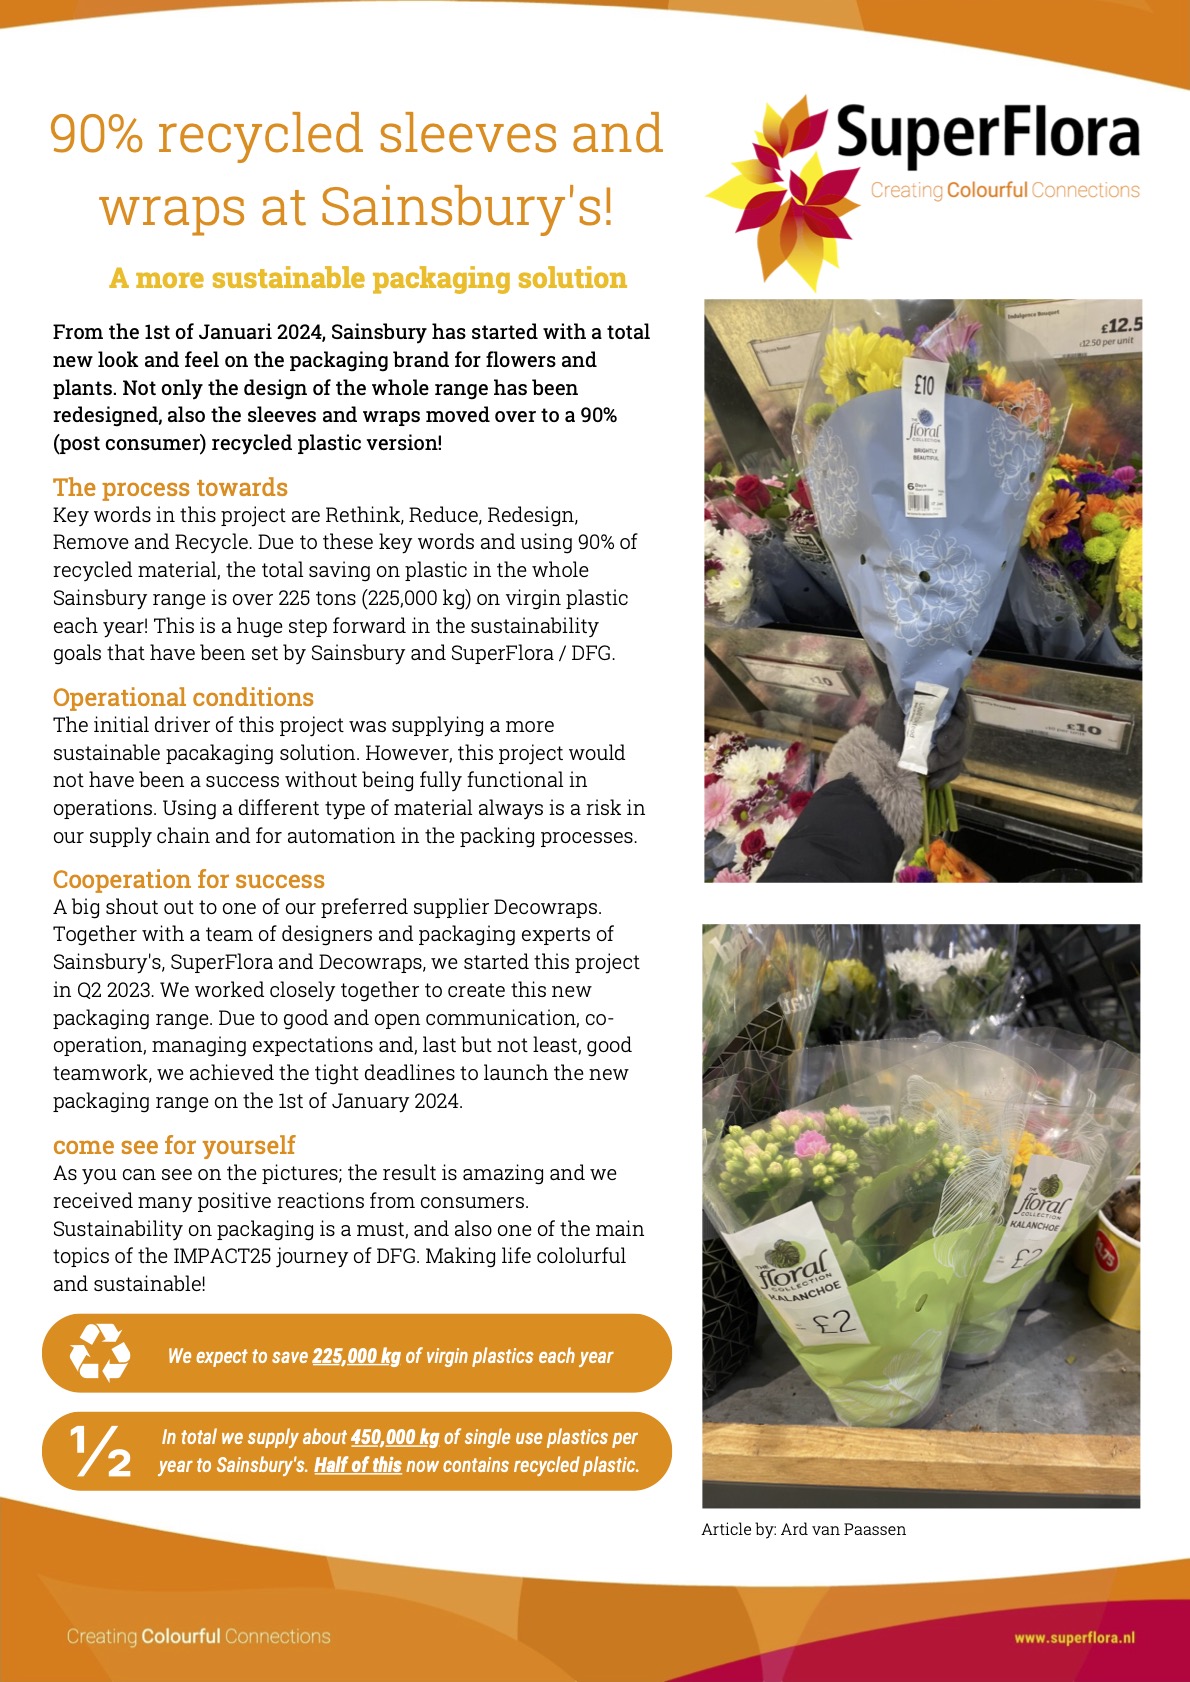 90% recycled sleeves and
wraps at Sainsbury's!
A more sustainable packaging solution
From the 1st of Januari 2024, Sainsbury has started with a total
new look and feel on the packaging brand for flowers and
plants. Not only the design of the whole range has been
redesigned, also the sleeves and wraps moved over to a 90%
(post consumer) recycled plastic version!
The process towards
Key words in this project are Rethink, Reduce, Redesign,
Remove and Recycle. Due to these key words and using 90% of
recycled material, the total saving on plastic in the whole
Sainsbury range is over 225 tons (225,000 kg) on virgin plastic
each year! This is a huge step forward in the sustainability
goals that have been set by Sainsbury and SuperFlora / DFG.
Operational conditions
The initial driver of this project was supplying a more
sustainable pacakaging solution. However, this project would
not have been a success without being fully functional in
operations. Using a different type of material always is a risk in
our supply chain and for automation in the packing processes.
Cooperation for success
A big shout out to one of our preferred supplier Decowraps.
Together with a team of designers and packaging experts of
Sainsbury's, SuperFlora and Decowraps, we started this project
in Q2 2023. We worked closely together to create this new
packaging range. Due to good and open communication, co-
operation, managing expectations and, last but not least, good
teamwork, we achieved the tight deadlines to launch the new
packaging range on the 1st of January 2024.
come see for yourself
As you can see on the pictures; the result is amazing and we
received many positive reactions from consumers.
Sustainability on packaging is a must, and also one of the main
topics of the IMPACT25 journey of DFG. Making life cololurful
and sustainable!
We expect to save 225,000 kg of virgin plastics each year
½
In total we supply about 450,000 kg of single use plastics per
year to Sainsbury's. Half of this now contains recycled plastic.
SuperFlora
Creating Colourful Connections
Indulgence Bouquet
£12.5
£12.50 per unit
£10
THE
floral
COLLECTION
BRIGHTLY
BEAUTIFUL
6 Days
£10
£10
THE
floral
COLLECTION
KALANCHOE
£2
THE
floral
COLLECTION
KALANCHOE
£2
£1.75
Article by: Ard van Paassen
Creating Colourful Connections
www.superflora.nl